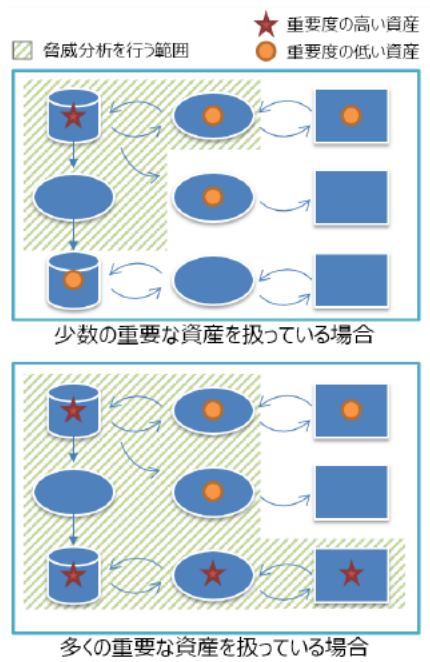 重要度の高い資産
脅威分析を行う範囲
重要度の低い資産
少数の重要な資産を扱っている場合
多くの重要な資産を扱っている場合